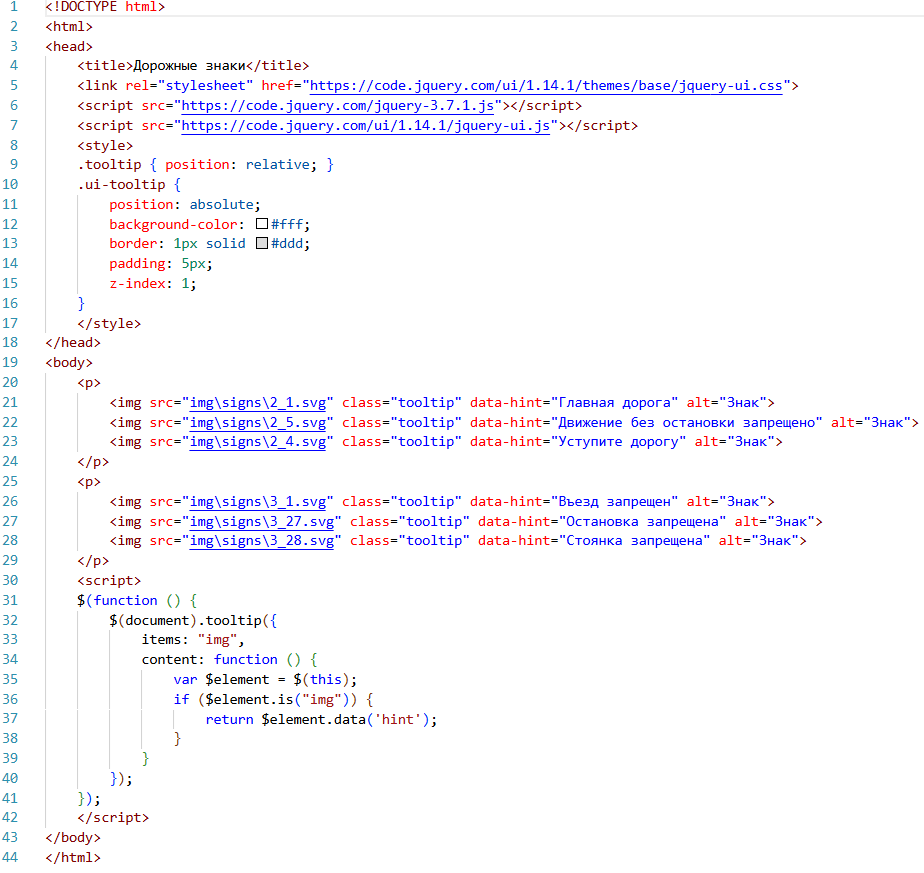 1 <!DOCTYPE html>
2 <html>
3 <head>
4     <title>Дорожные знаки</title>
5     <link rel="stylesheet" href="https://code.jquery.com/ui/1.14.1/themes/base/jquery-ui.css">
6     <script src="https://code.jquery.com/jquery-3.7.1.js"></script>
7     <script src="https://code.jquery.com/ui/1.14.1/jquery-ui.js"></script>
8     <style>
9     .tooltip { position: relative; }
10     .ui-tooltip {
11         position: absolute;
12         background-color: #fff;
13         border: 1px solid #ddd;
14         padding: 5px;
15         z-index: 1;
16     }
17     </style>
18 </head>
19 <body>
20     <p>
21         <img src="img\signs\2_1.svg" class="tooltip" data-hint="Главная дорога" alt="Знак">
22         <img src="img\signs\2_5.svg" class="tooltip" data-hint="Движение без остановки запрещено" alt="Знак">
23         <img src="img\signs\2_4.svg" class="tooltip" data-hint="Уступите дорогу" alt="Знак">
24     </p>
25     <p>
26         <img src="img\signs\3_1.svg" class="tooltip" data-hint="Въезд запрещен" alt="Знак">
27         <img src="img\signs\3_27.svg" class="tooltip" data-hint="Остановка запрещена" alt="Знак">
28         <img src="img\signs\3_28.svg" class="tooltip" data-hint="Стоянка запрещена" alt="Знак">
29     </p>
30     <script>
31     $(function () {
32         $(document).tooltip({
33             items: "img",
34             content: function () {
35                 var $element = $(this);
36                 if ($element.is("img")) {
37                     return $element.data('hint');
38                 }
39             }
40         });
41     });
42     </script>
43 </body>
44 </html>